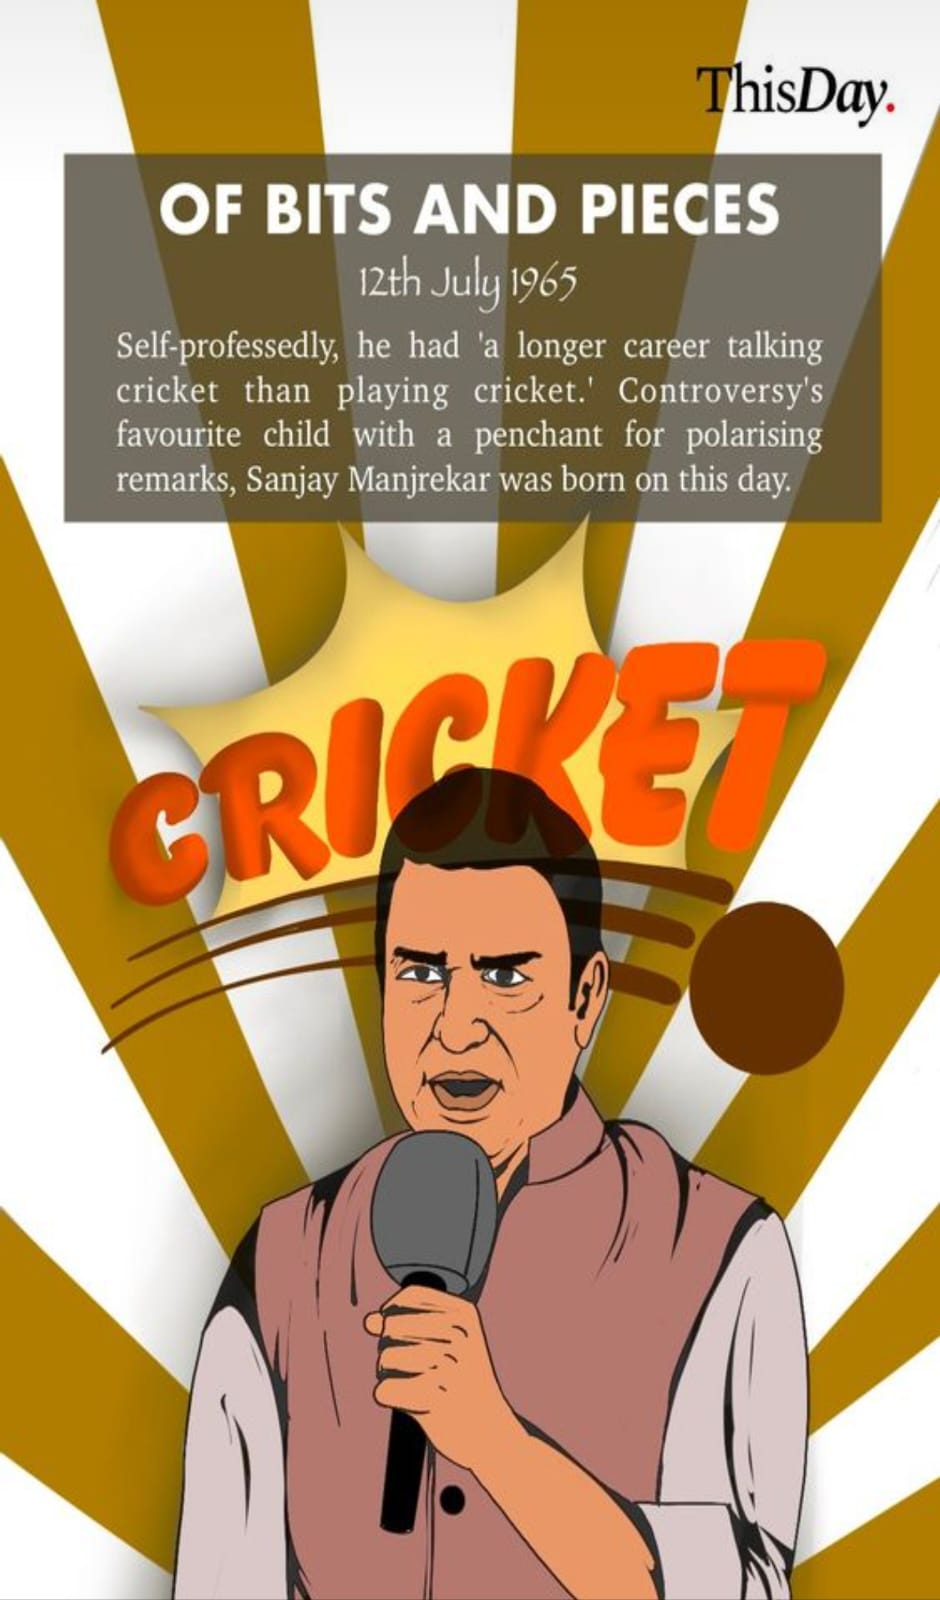 ThisDay.
OF BITS AND PIECES
12th July 1965
Self-professedly, he had 'a longer career talking
cricket than playing cricket.' Controversy's
favourite child with a penchant for polarising
remarks, Sanjay Manjrekar was born on this day.
CRICKET